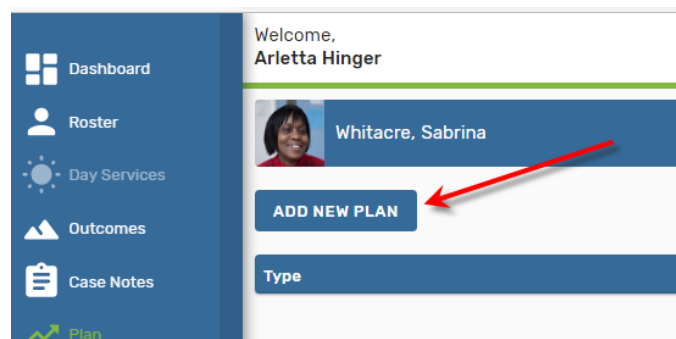 Welcome,
Arletta Hinger
Dashboard
Roster
Day Services
Outcomes
Case Notes
Plan
Whitacre, Sabrina
ADD NEW PLAN
Type